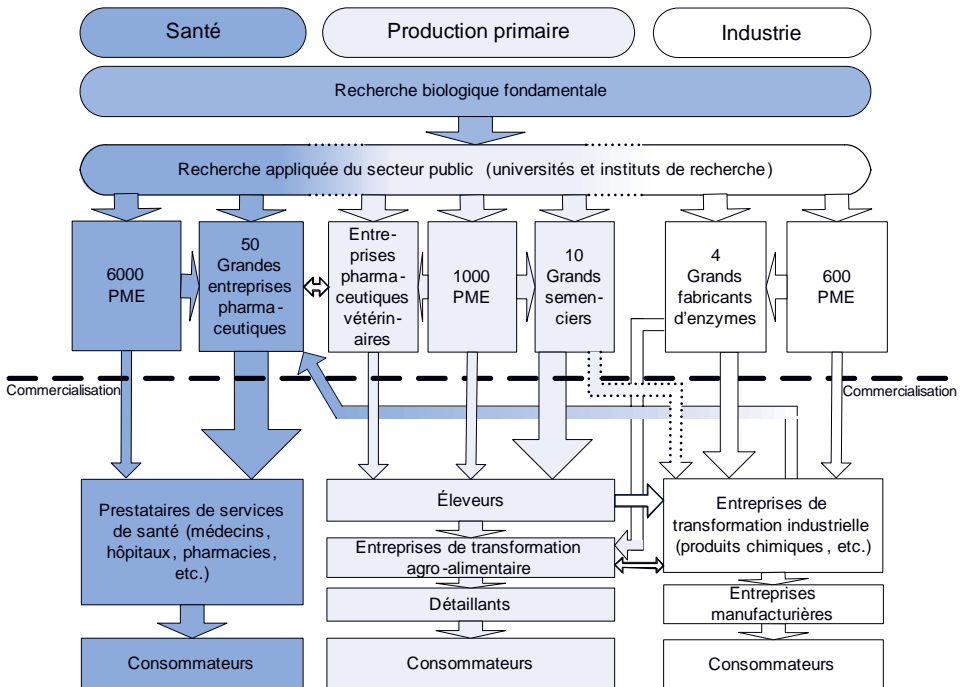 Santé
Production primaire
Industrie
Recherche biologique fondamentale
Recherche appliquée du secteur public (universités et instituts de recherche)
6000
PME
50
Grandes
entreprises
pharma-
ceutiques
Entre-
prises
pharma-
ceutiques
vétérin-
aires
1000
PME
10
Grands
semen-
ciers
4
Grands
fabricants
d'enzymes
600
PME
Commercialisation
Commercialisation
Prestataires de services
de santé (médecins,
hôpitaux, pharmacies,
etc.)
Éleveurs
Entreprises de transformation
agro-alimentaire
Détaillants
Entreprises de
transformation industrielle
(produits chimiques, etc.)
Entreprises
manufacturières
Consommateurs
Consommateurs
Consommateurs